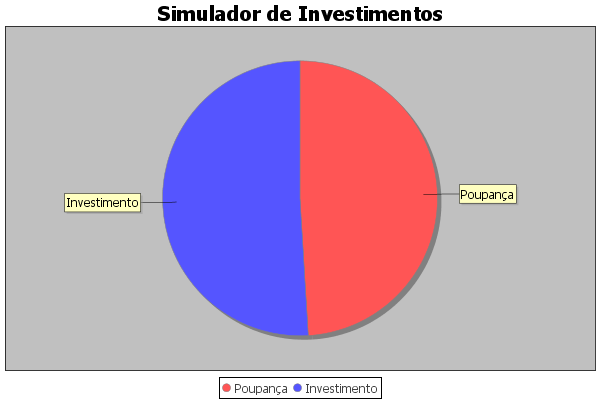 Simulador de Investimentos
Investimento
Poupança
Poupança Investimento